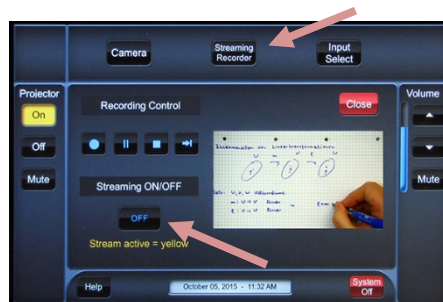 Camera
Streaming
Recorder
Input
Select
Projector
On
Off
Mute
Recording Control
Close
Volume
Mute
Streaming ON/OFF
OFF
Stream active = yellow
Help
October 05, 2015 - 11:32 AM
System
Off